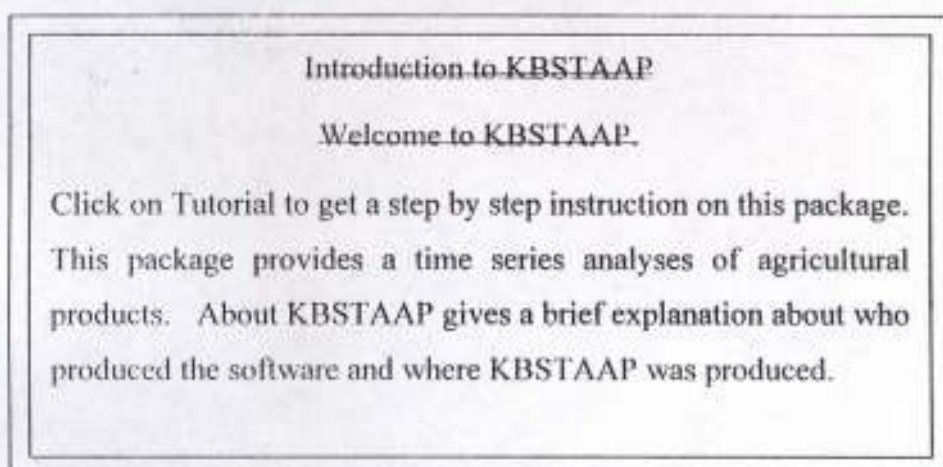 Introduction to KBSTAAP
Welcome to KBSTAAP.
Click on Tutorial to get a step by step instruction on this package.
This package provides a time series analyses of agricultural
products. About KBSTAAP gives a brief explanation about who
produced the software and where KBSTAAP was produced.